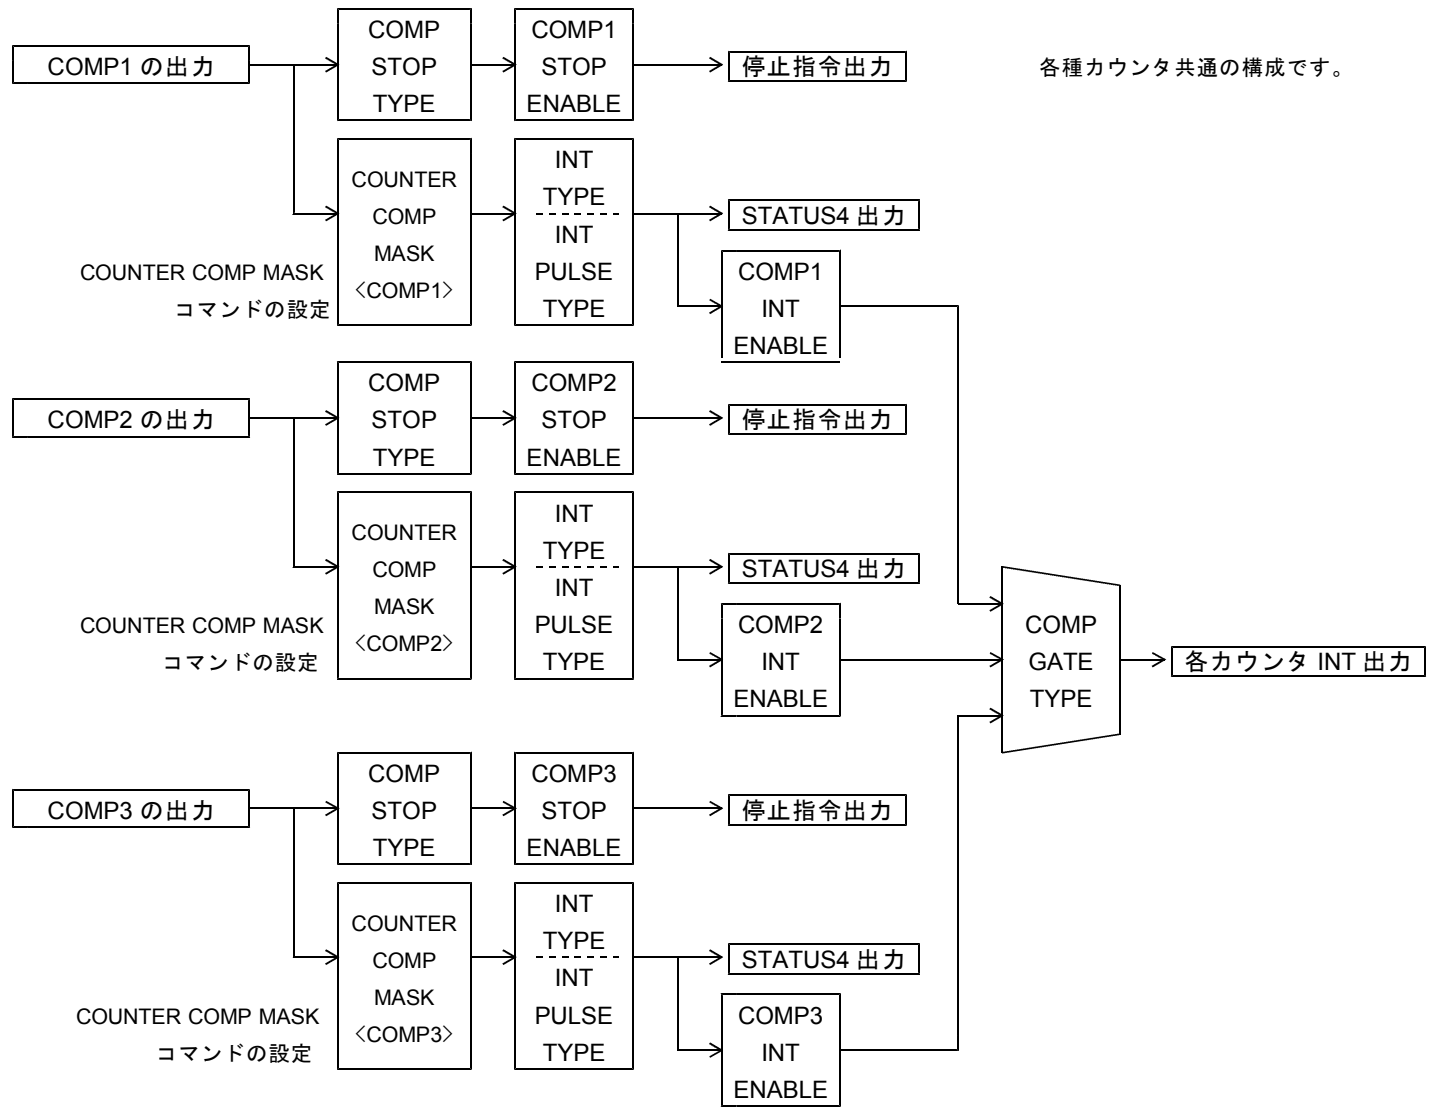 COMP1 の出力
COMP
STOP
TYPE
COMP1
STOP
ENABLE
停止指令出力
各種カウンタ共通の構成です。
COUNTER
COMP
MASK
〈COMP1〉
INT
TYPE
INT
PULSE
TYPE
STATUS4 出力
COUNTER COMP MASK
コマンドの設定
COMP1
INT
ENABLE
COMP2 の出力
COMP
STOP
TYPE
COMP2
STOP
ENABLE
停止指令出力
COUNTER
COMP
MASK
〈COMP2〉
INT
TYPE
INT
PULSE
TYPE
STATUS4 出力
COUNTER COMP MASK
コマンドの設定
COMP2
INT
ENABLE
COMP
GATE
TYPE
各カウンタ INT 出力
COMP3 の出力
COMP
STOP
TYPE
COMP3
STOP
ENABLE
停止指令出力
COUNTER
COMP
MASK
〈COMP3〉
INT
TYPE
INT
PULSE
TYPE
STATUS4 出力
COUNTER COMP MASK
コマンドの設定
COMP3
INT
ENABLE